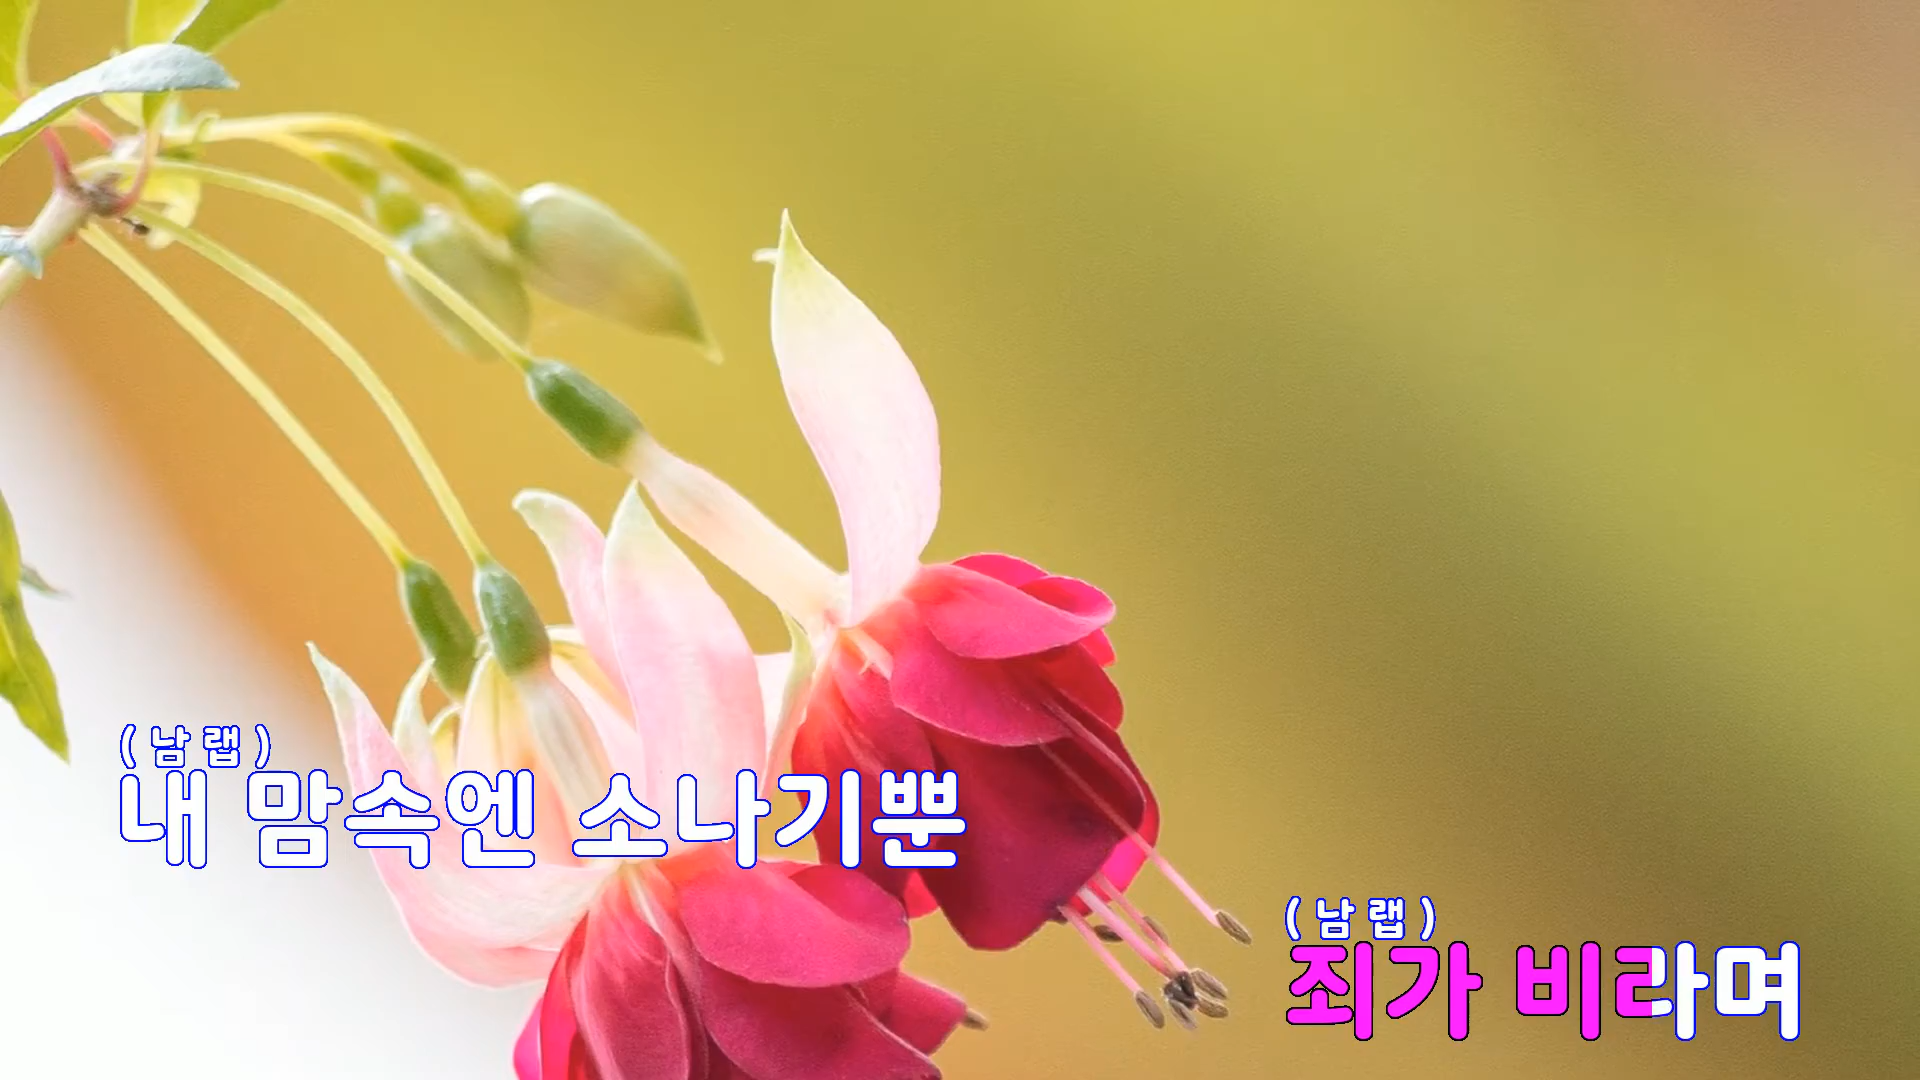 (남랩)
내 맘속엔 소나기뿐
(남랩)
죄가 비라며